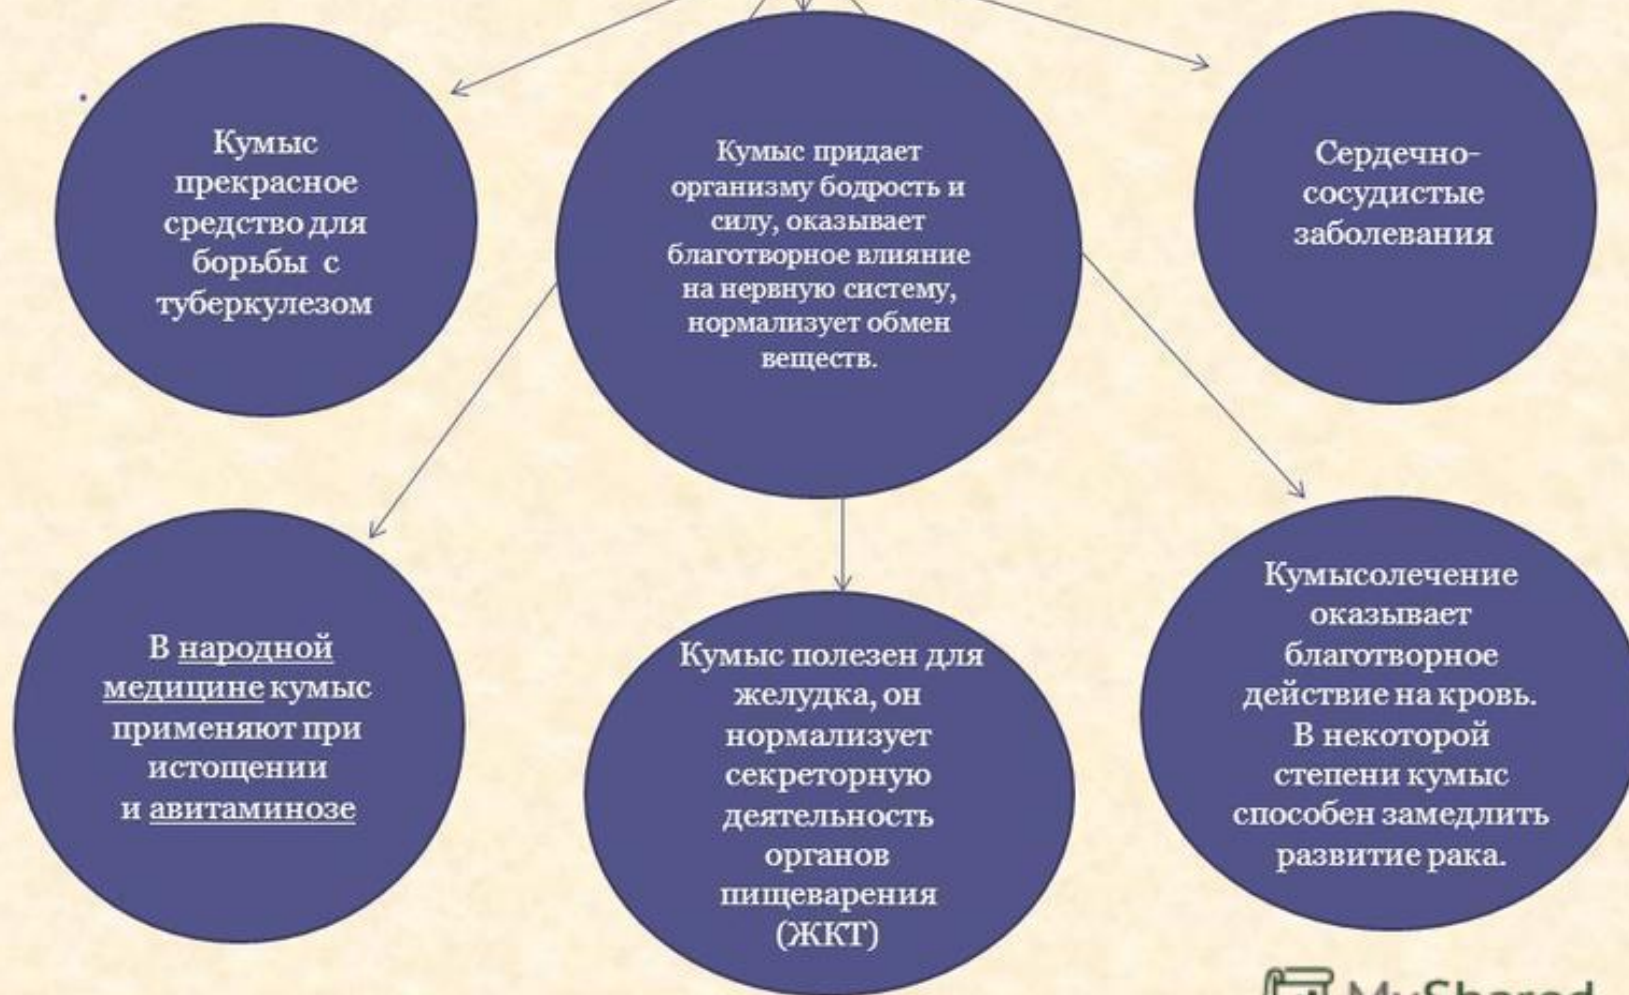 Кумыс
прекрасное
средство для
борьбы с
туберкулезом
Кумыс придает
организму бодрость и
силу, оказывает
благотворное влияние
на нервную систему,
нормализует обмен
веществ.
Сердечно-
сосудистые
заболевания
В народной
медицине кумыс
применяют при
истощении
и авитаминозе
Кумыс полезен для
желудка, он
нормализует
секреторную
деятельность
органов
пищеварения
(ЖКТ)
Кумысолечение
оказывает
благотворное
действие на кровь.
В некоторой
степени кумыс
способен замедлить
развитие рака.
MyShared